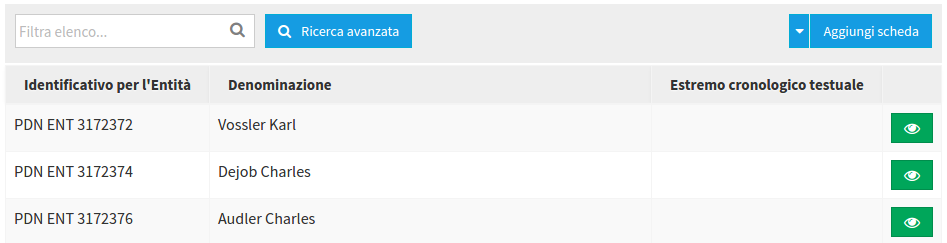 Filtra elenco... Ricerca avanzata Aggiungi scheda
Identificativo per l'Entità Denominazione Estremo cronologico testuale
PDN ENT 3172372 Vossler Karl
PDN ENT 3172374 Dejob Charles
PDN ENT 3172376 Audler Charles